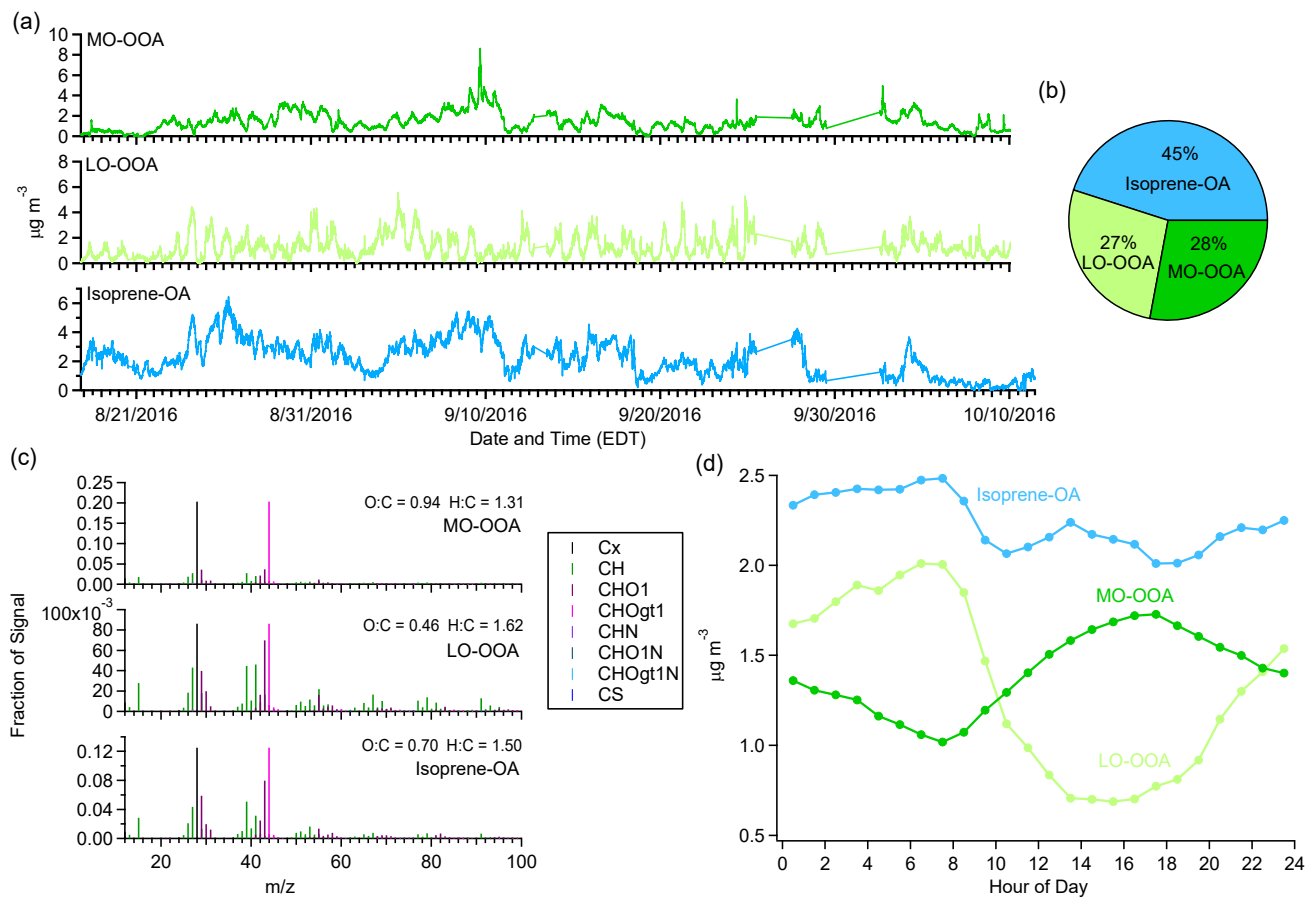 (a)
MO-OOA
10
8
6
4
2
0
LO-OOA
8
6
4
2
0
µg m⁻³
Isoprene-OA
6
4
2
0
8/21/2016 8/31/2016 9/10/2016 9/20/2016 9/30/2016 10/10/2016
Date and Time (EDT)
(b)
45%
Isoprene-OA
27%
LO-OOA
28%
MO-OOA
(c)
0.25
0.20
0.15
0.10
0.05
0.00
O:C = 0.94 H:C = 1.31
MO-OOA
100x10⁻³
80
60
40
20
0
O:C = 0.46 H:C = 1.62
LO-OOA
0.12
0.08
0.04
0.00
O:C = 0.70 H:C = 1.50
Isoprene-OA
Fraction of Signal
20 40 60 80 100
m/z
Cx
CH
CHO1
CHOgt1
CHN
CHO1N
CHOgt1N
CS
(d)
2.5
2.0
1.5
1.0
0.5
µg m⁻³
Isoprene-OA
MO-OOA
LO-OOA
0 2 4 6 8 10 12 14 16 18 20 22 24
Hour of Day